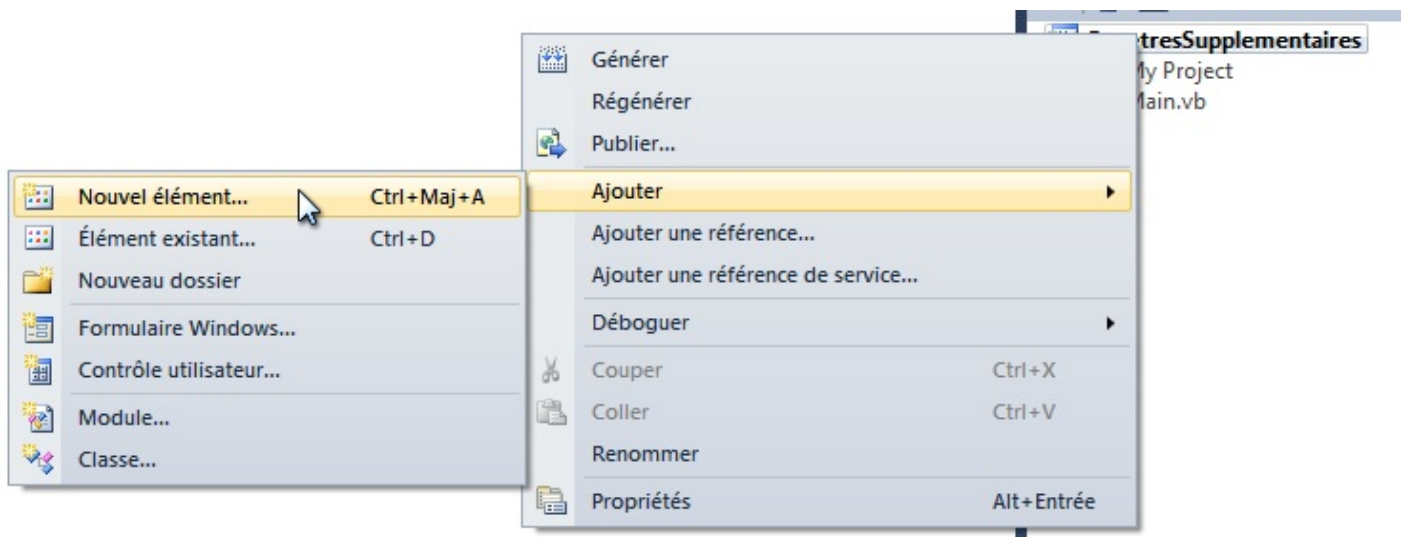 tresSupplementaires
My Project
Main.vb
Générer
Régénérer
Publier...
Ajouter
Ajouter une référence...
Ajouter une référence de service...
Déboguer
Couper Ctrl+X
Coller Ctrl+V
Renommer
Propriétés Alt+Entrée
Nouvel élément... Ctrl+Maj+A
Élément existant... Ctrl+D
Nouveau dossier
Formulaire Windows...
Contrôle utilisateur...
Module...
Classe...